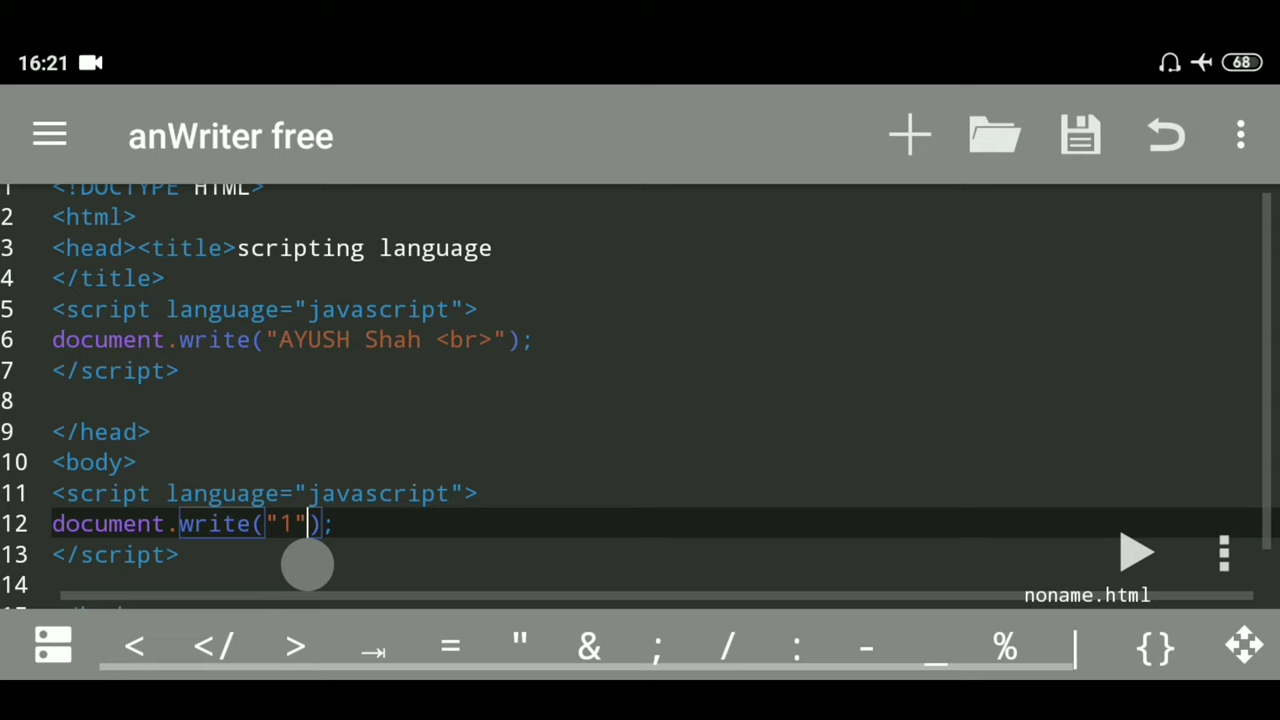 16:21 68
anWriter free
1 <!DOCTYPE HTML>
2 <html>
3 <head><title>scripting language
4 </title>
5 <script language="javascript">
6 document.write("AYUSH Shah <br>");
7 </script>
8
9 </head>
10 <body>
11 <script language="javascript">
12 document.write("1");
13 </script>
14
noname.html
< </ > ⇥ = " & ; / : - _ % | {}